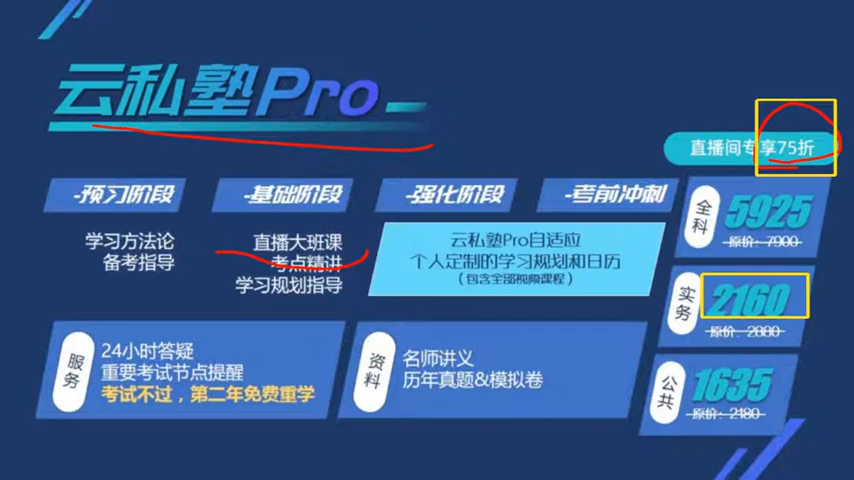 云私塾Pro
直播间专享75折
-预习阶段
-基础阶段
-强化阶段
-考前冲刺
学习方法论
备考指导
直播大班课
考点精讲
学习规划指导
云私塾Pro自适应
个人定制的学习规划和日历
(包含全部视频课程)
全科
5925
原价:7900
实务
2160
原价:2880
公共
1635
原价:2180
服务
24小时答疑
重要考试节点提醒
考试不过,第二年免费重学
资料
名师讲义
历年真题&模拟卷